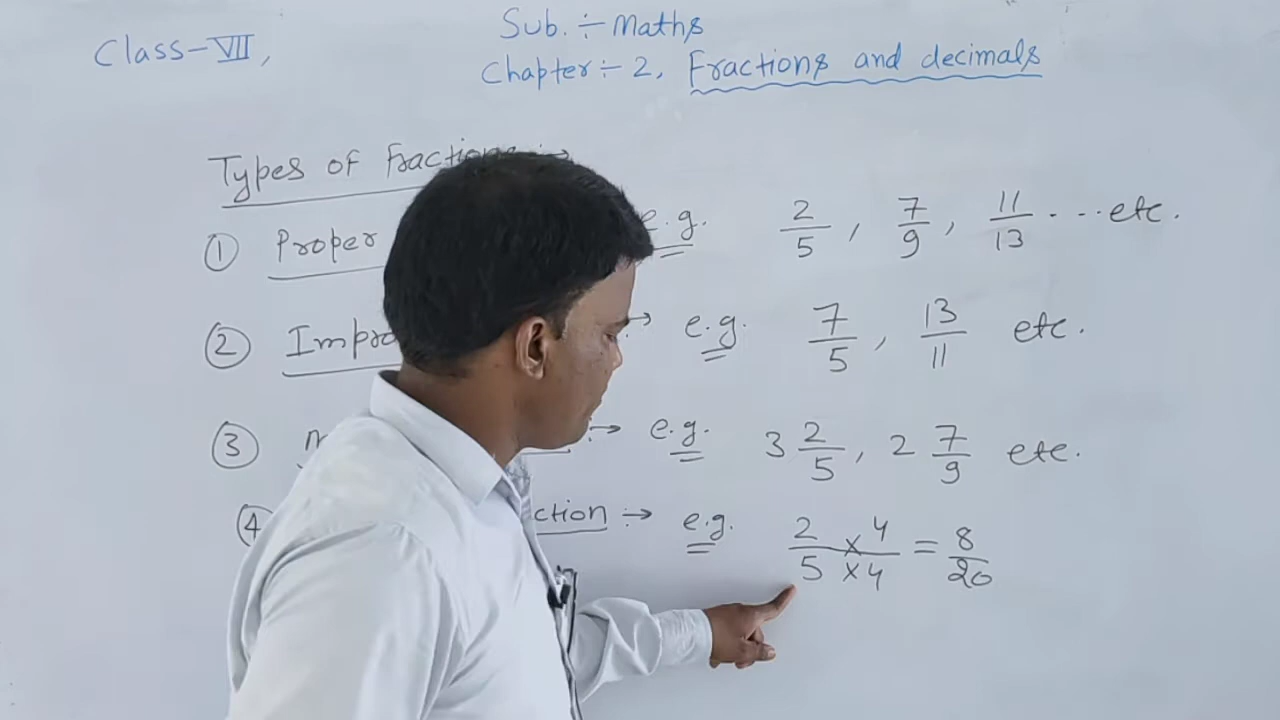 Class-VII,
Sub. ÷ Maths
Chapter ÷ 2, Fractions and decimals
Types of
① Proper e.g. 2/5, 7/9, 11/13 ....etc.
② → e.g. 7/5, 13/11 etc.
③ → e.g. 3 2/5, 2 7/9 etc.
④ ÷→ e.g. 2/5 ×4/×4 = 8/20